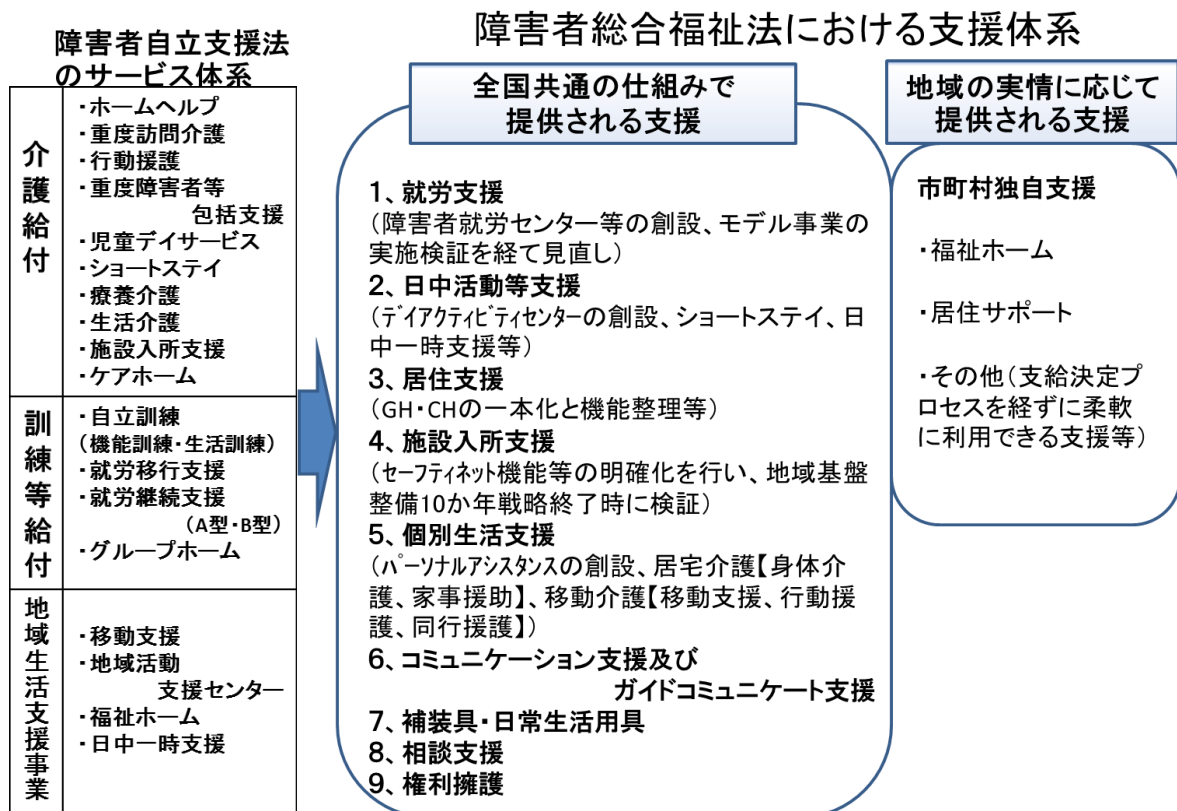 障害者自立支援法
のサービス体系
介護給付
・ホームヘルプ
・重度訪問介護
・行動援護
・重度障害者等
包括支援
・児童デイサービス
・ショートステイ
・療養介護
・生活介護
・施設入所支援
・ケアホーム
訓練等給付
・自立訓練
(機能訓練・生活訓練)
・就労移行支援
・就労継続支援
(A型・B型)
・グループホーム
地域生活支援事業
・移動支援
・地域活動
支援センター
・福祉ホーム
・日中一時支援
障害者総合福祉法における支援体系
全国共通の仕組みで
提供される支援
1、就労支援
(障害者就労センター等の創設、モデル事業の
実施検証を経て見直し)
2、日中活動等支援
(デイアクティビティセンターの創設、ショートステイ、日
中一時支援等)
3、居住支援
(GH・CHの一本化と機能整理等)
4、施設入所支援
(セーフティネット機能等の明確化を行い、地域基盤
整備10か年戦略終了時に検証)
5、個別生活支援
(パーソナルアシスタンスの創設、居宅介護【身体介
護、家事援助】、移動介護【移動支援、行動援
護、同行援護】)
6、コミュニケーション支援及び
ガイドコミュニケート支援
7、補装具・日常生活用具
8、相談支援
9、権利擁護
地域の実情に応じて
提供される支援
市町村独自支援
・福祉ホーム
・居住サポート
・その他(支給決定プ
ロセスを経ずに柔軟
に利用できる支援等)